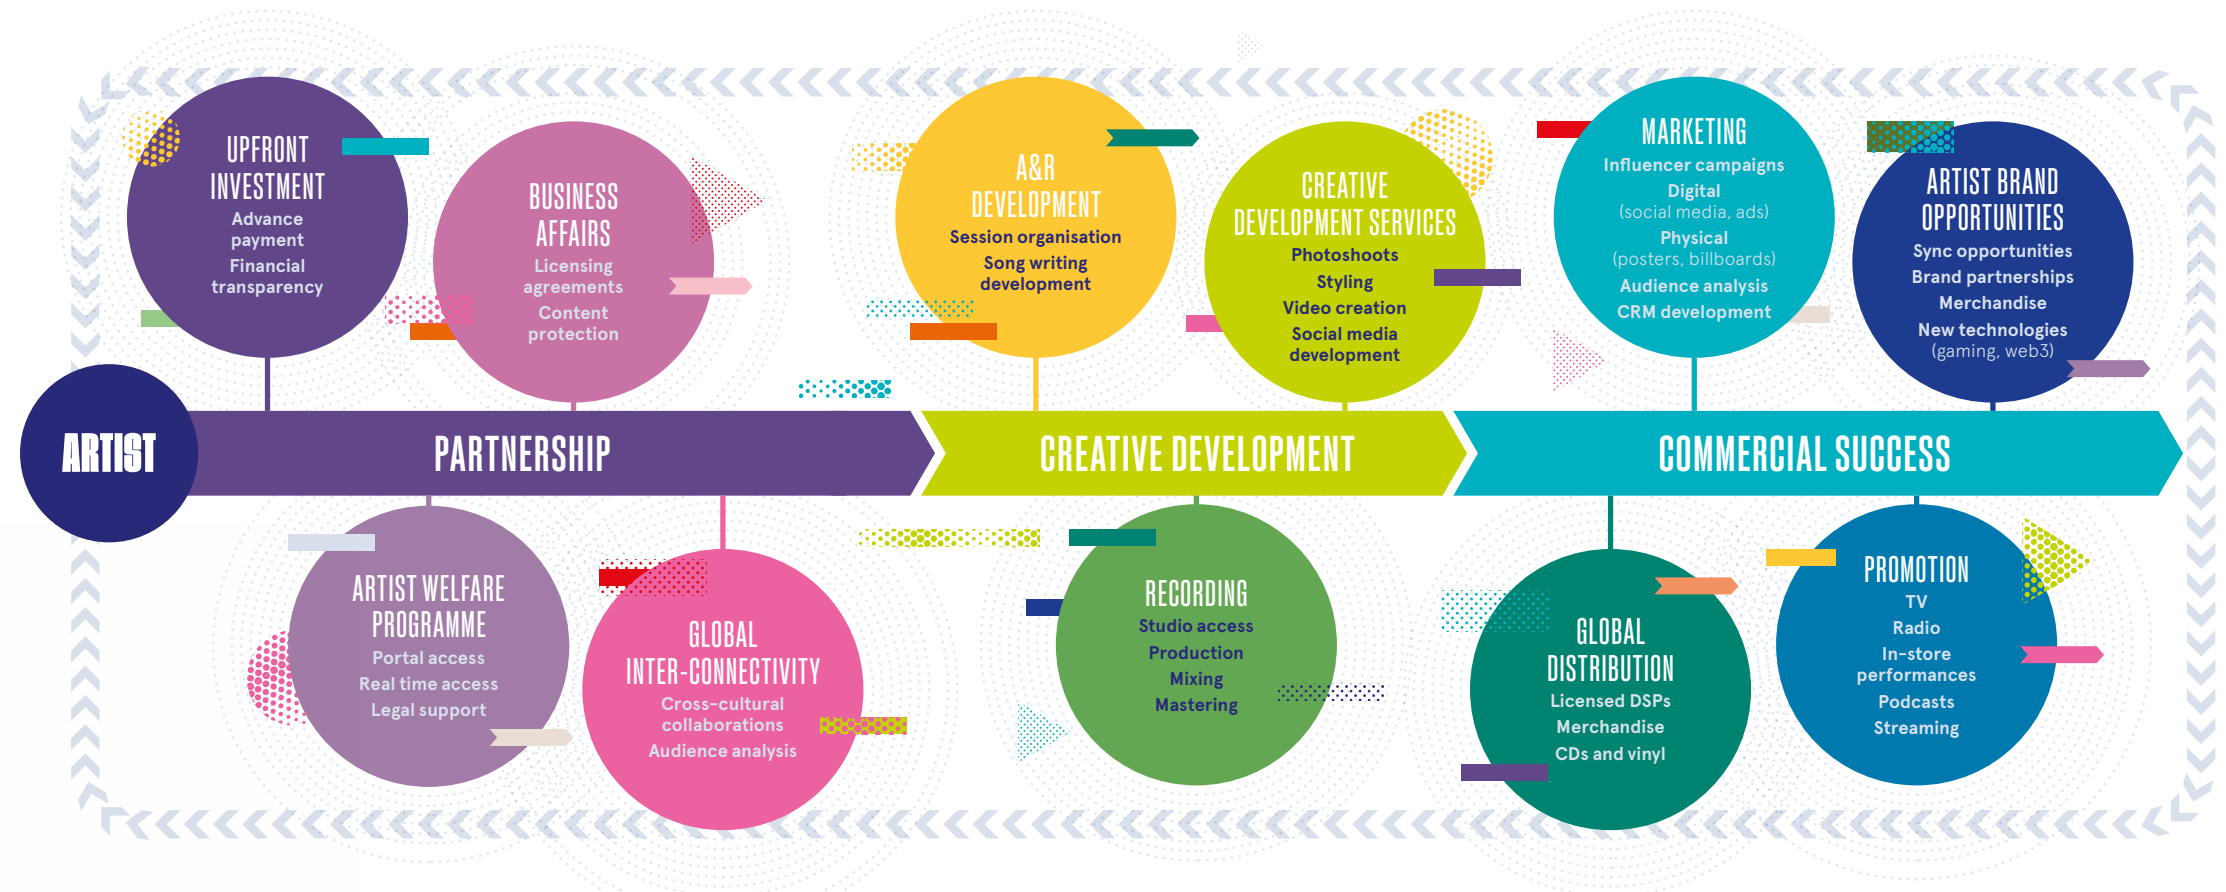 UPFRONT
INVESTMENT
Advance
payment
Financial
transparency
BUSINESS
AFFAIRS
Licensing
agreements
Content
protection
A&R
DEVELOPMENT
Session organisation
Song writing
development
CREATIVE
DEVELOPMENT SERVICES
Photoshoots
Styling
Video creation
Social media
development
MARKETING
Influencer campaigns
Digital
(social media, ads)
Physical
(posters, billboards)
Audience analysis
CRM development
ARTIST BRAND
OPPORTUNITIES
Sync opportunities
Brand partnerships
Merchandise
New technologies
(gaming, web3)
ARTIST
PARTNERSHIP
CREATIVE DEVELOPMENT
COMMERCIAL SUCCESS
ARTIST WELFARE
PROGRAMME
Portal access
Real time access
Legal support
GLOBAL
INTER-CONNECTIVITY
Cross-cultural
collaborations
Audience analysis
RECORDING
Studio access
Production
Mixing
Mastering
GLOBAL
DISTRIBUTION
Licensed DSPs
Merchandise
CDs and vinyl
PROMOTION
TV
Radio
In-store
performances
Podcasts
Streaming